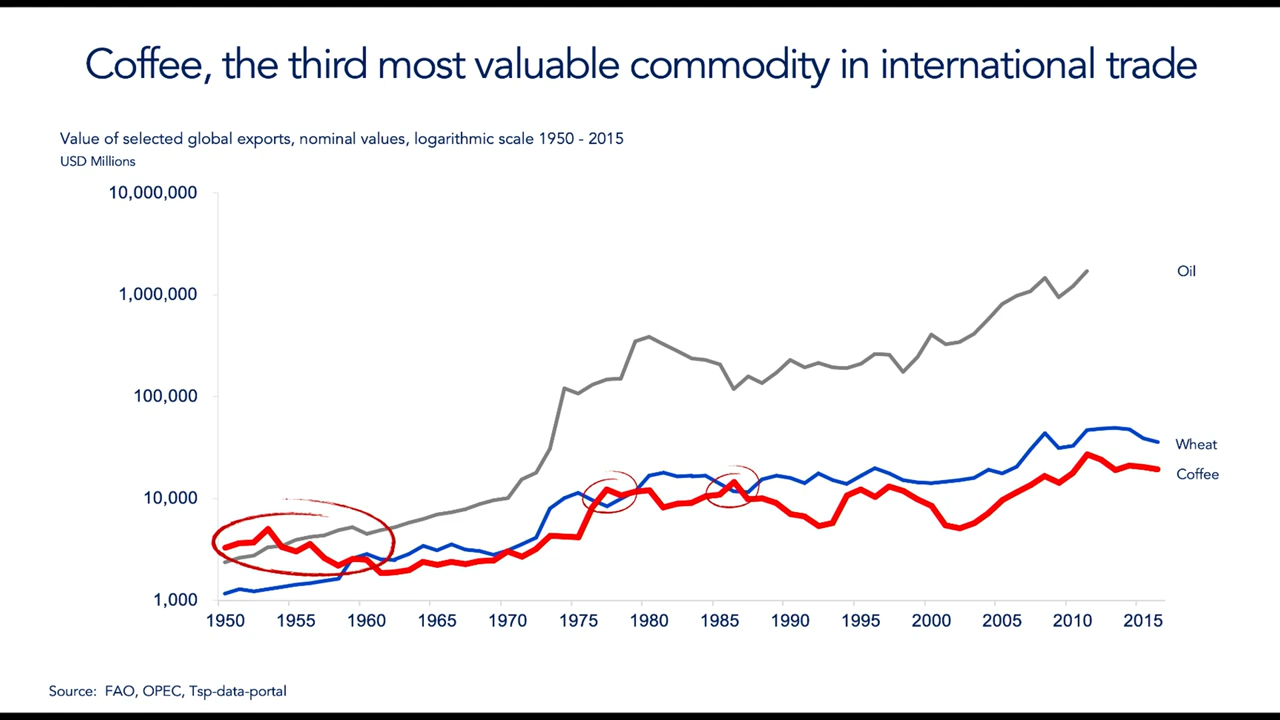 Coffee, the third most valuable commodity in international trade
Value of selected global exports, nominal values, logarithmic scale 1950 - 2015
USD Millions
10,000,000
1,000,000
100,000
10,000
1,000
Oil
Wheat
Coffee
1950 1955 1960 1965 1970 1975 1980 1985 1990 1995 2000 2005 2010 2015
Source: FAO, OPEC, Tsp-data-portal